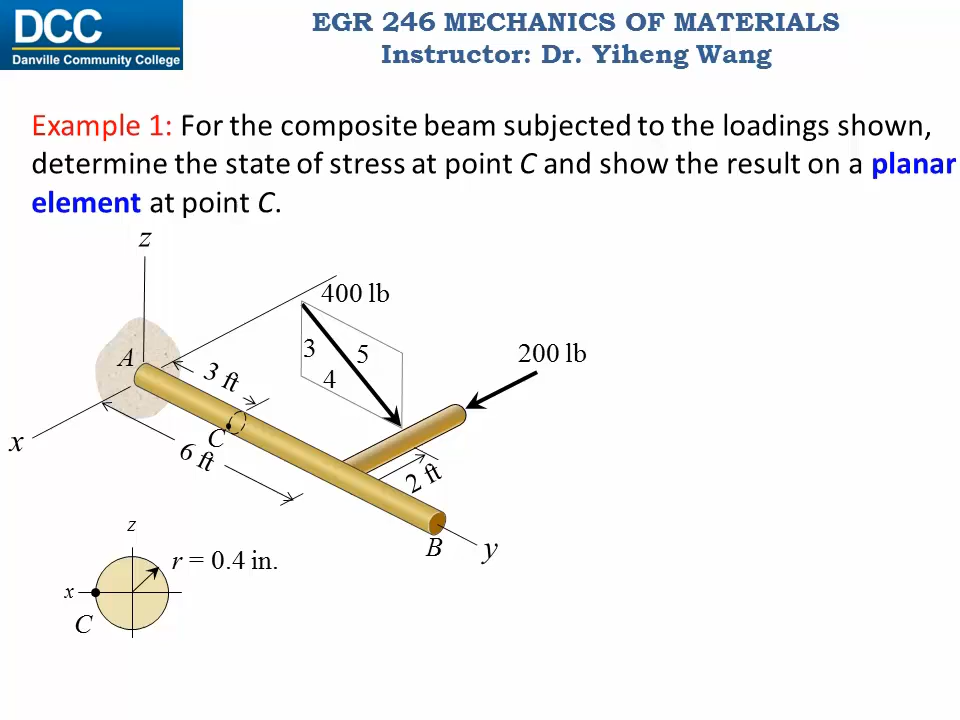 DCC
Danville Community College
EGR 246 MECHANICS OF MATERIALS
Instructor: Dr. Yiheng Wang
Example 1: For the composite beam subjected to the loadings shown,
determine the state of stress at point C and show the result on a planar
element at point C.
z
400 lb
3
5
4
200 lb
A
3 ft
x
C
6 ft
2 ft
B
y
z
r = 0.4 in.
x
C